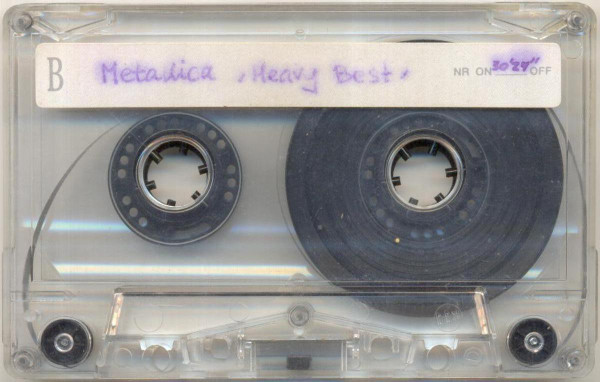 B Metallica "Heavy Best" NR ON 30'27" OFF